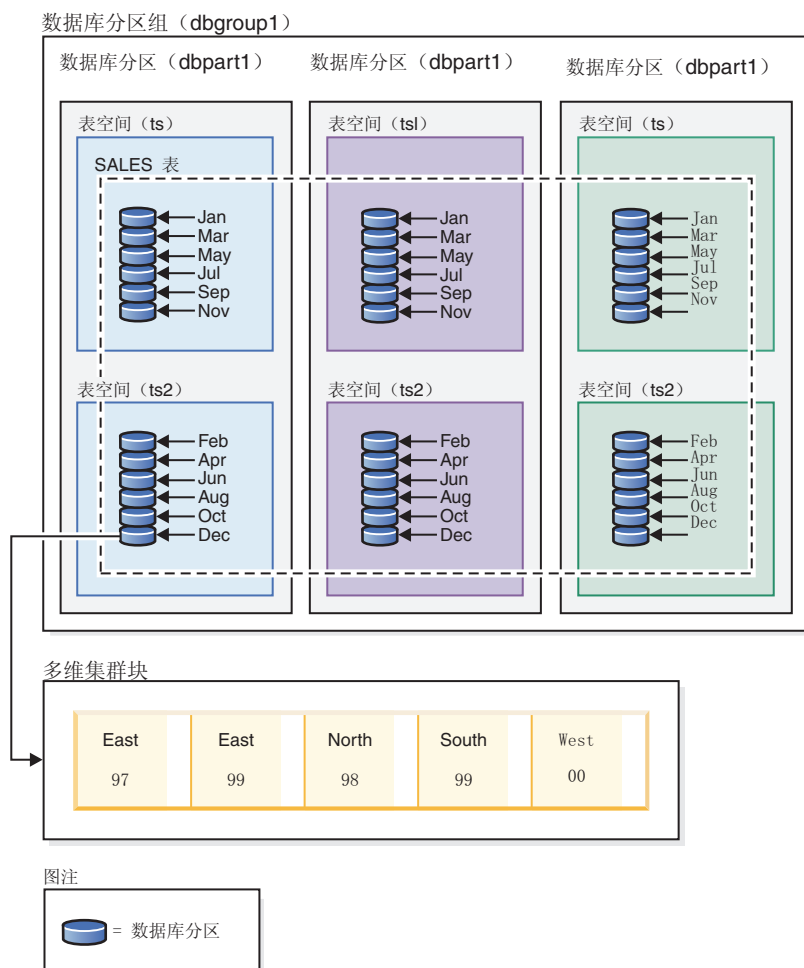 数据库分区组（dbgroup1）
数据库分区（dbpart1） 数据库分区（dbpart1） 数据库分区（dbpart1）
表空间（ts） 表空间（tsl） 表空间（ts）
SALES 表
Jan Jan Jan
Mar Mar Mar
May May May
Jul Jul Jul
Sep Sep Sep
Nov Nov Nov
表空间（ts2） 表空间（ts2） 表空间（ts2）
Feb Feb Feb
Apr Apr Apr
Jun Jun Jun
Aug Aug Aug
Oct Oct Oct
Dec Dec Dec
多维集群块
East East North South West
97 99 98 99 00
图注
= 数据库分区